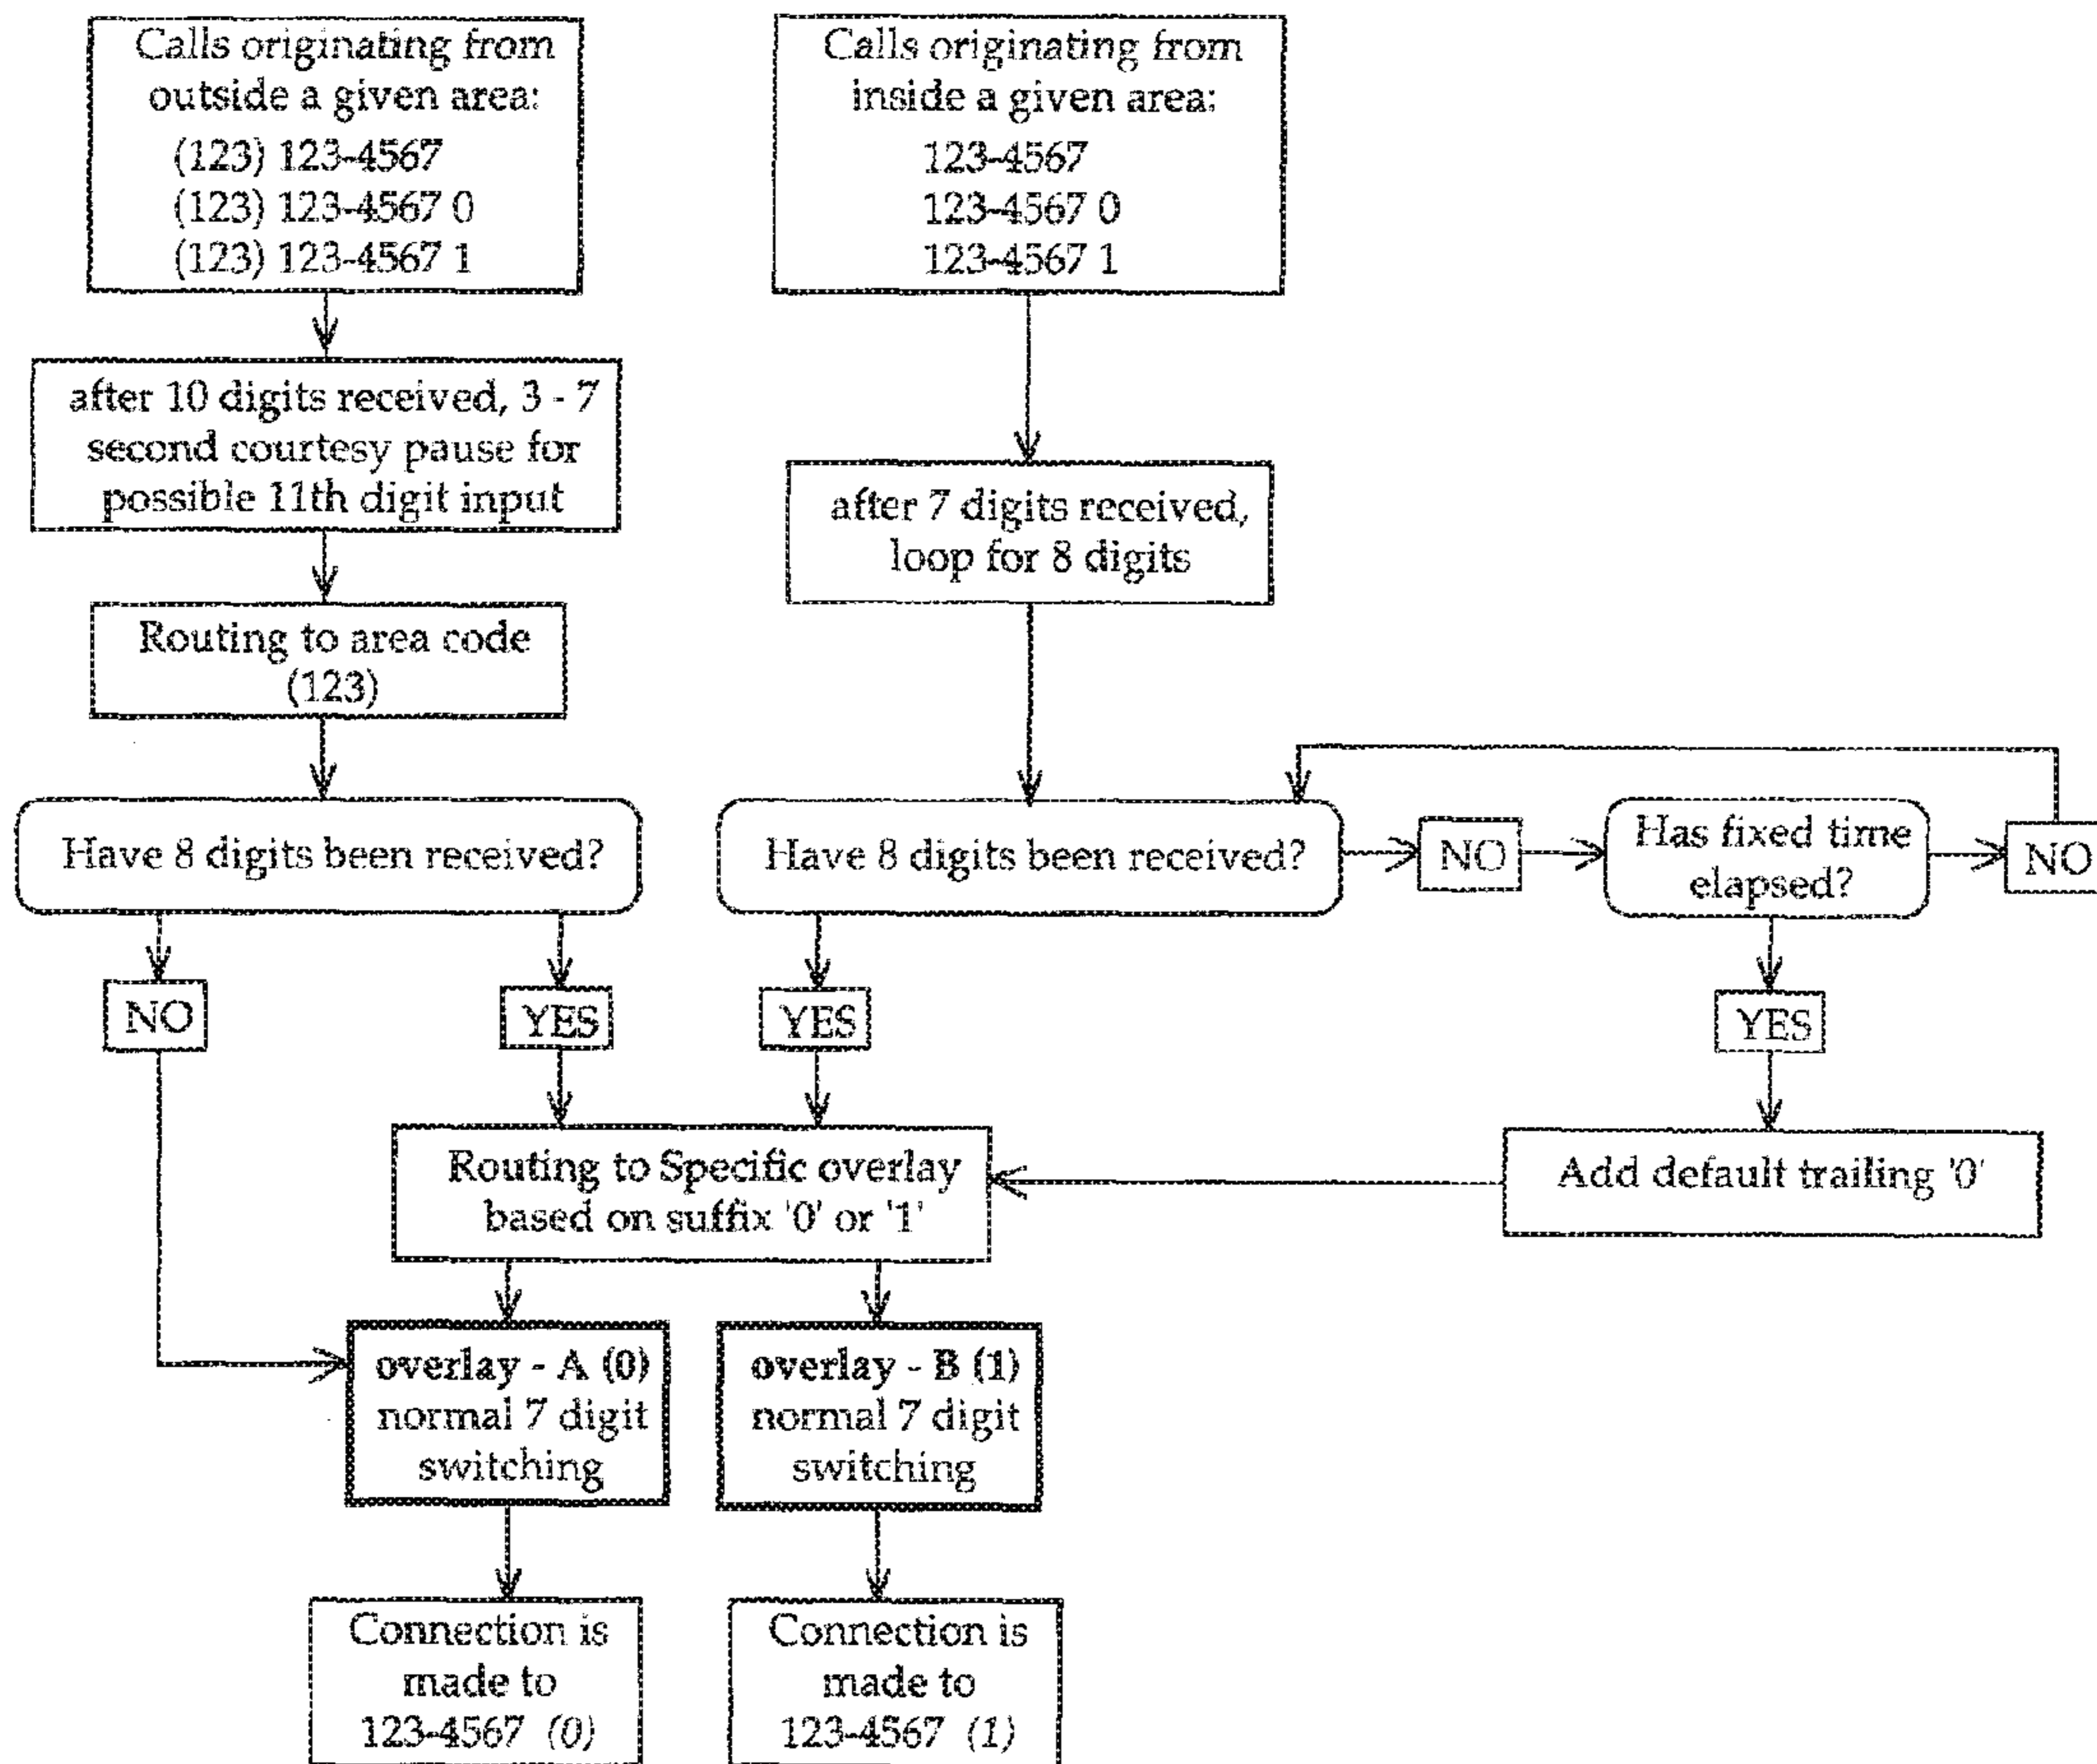 Calls originating from
outside a given area:
(123) 123-4567
(123) 123-4567 0
(123) 123-4567 1
Calls originating from
inside a given area:
123-4567
123-4567 0
123-4567 1
after 10 digits received, 3 - 7
second courtesy pause for
possible 11th digit input
after 7 digits received,
loop for 8 digits
Routing to area code
(123)
Have 8 digits been received?
Have 8 digits been received?
NO
Has fixed time
elapsed?
NO
NO
YES
YES
YES
Routing to Specific overlay
based on suffix '0' or '1'
Add default trailing '0'
overlay - A (0)
normal 7 digit
switching
overlay - B (1)
normal 7 digit
switching
Connection is
made to
123-4567 (0)
Connection is
made to
123-4567 (1)